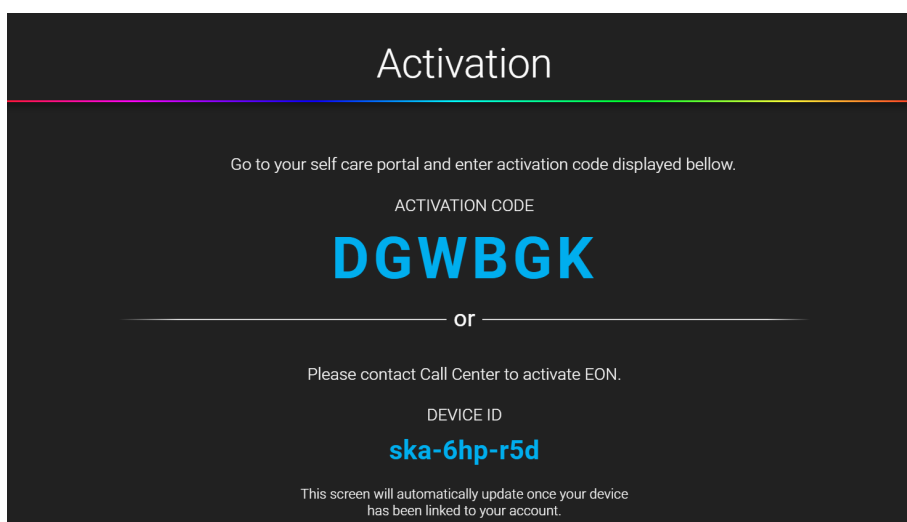 Activation
Go to your self care portal and enter activation code displayed bellow.
ACTIVATION CODE
DGWBGK
or
Please contact Call Center to activate EON.
DEVICE ID
ska-6hp-r5d
This screen will automatically update once your device
has been linked to your account.